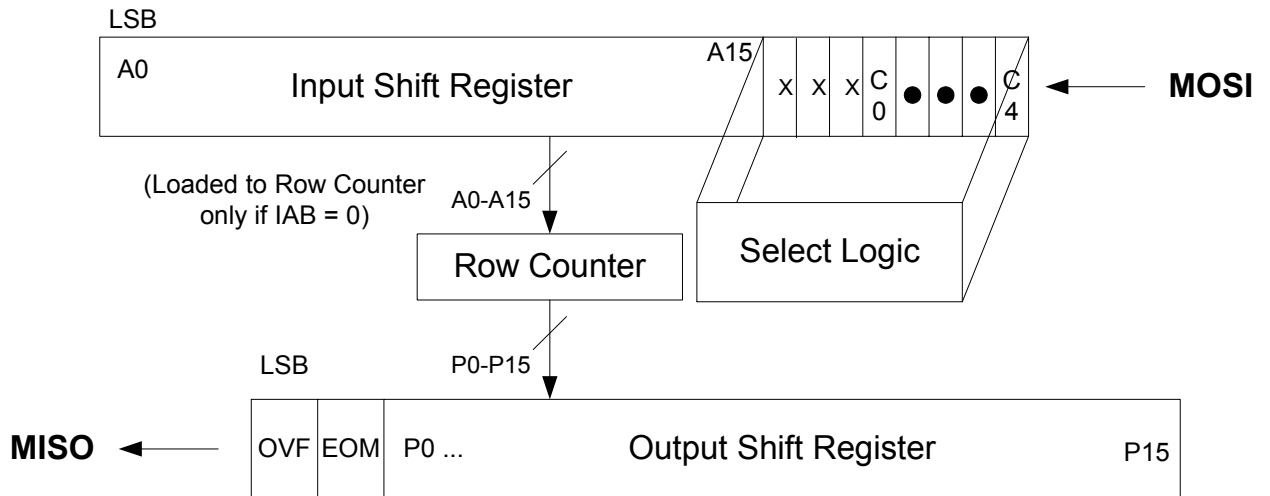 LSB
A0
Input Shift Register
A15
X X X C ● ● ● C
0 4
MOSI
(Loaded to Row Counter
only if IAB = 0)
A0-A15
Row Counter
Select Logic
P0-P15
LSB
MISO
OVF EOM P0 ... Output Shift Register P15